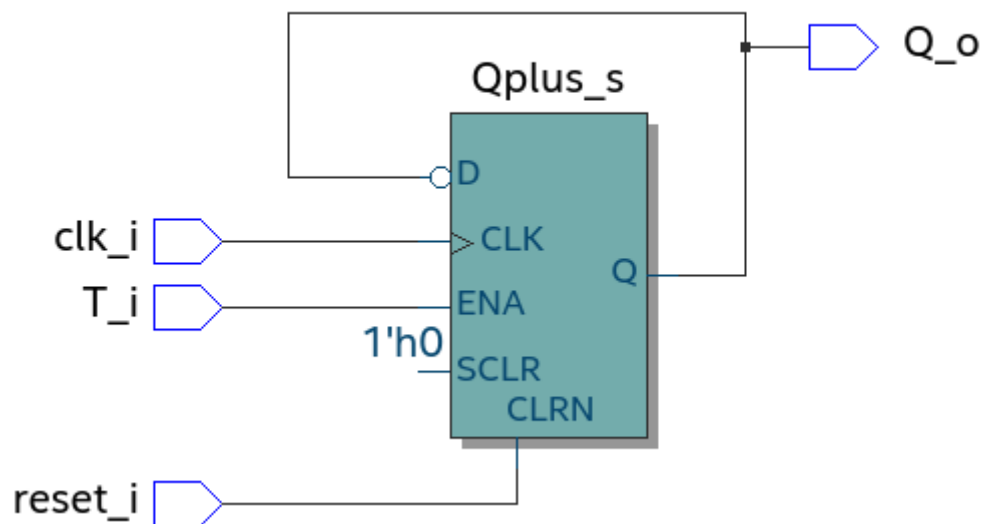 Q_o
Qplus_s
D
clk_i
CLK
Q
T_i
ENA
1'h0
SCLR
CLRN
reset_i